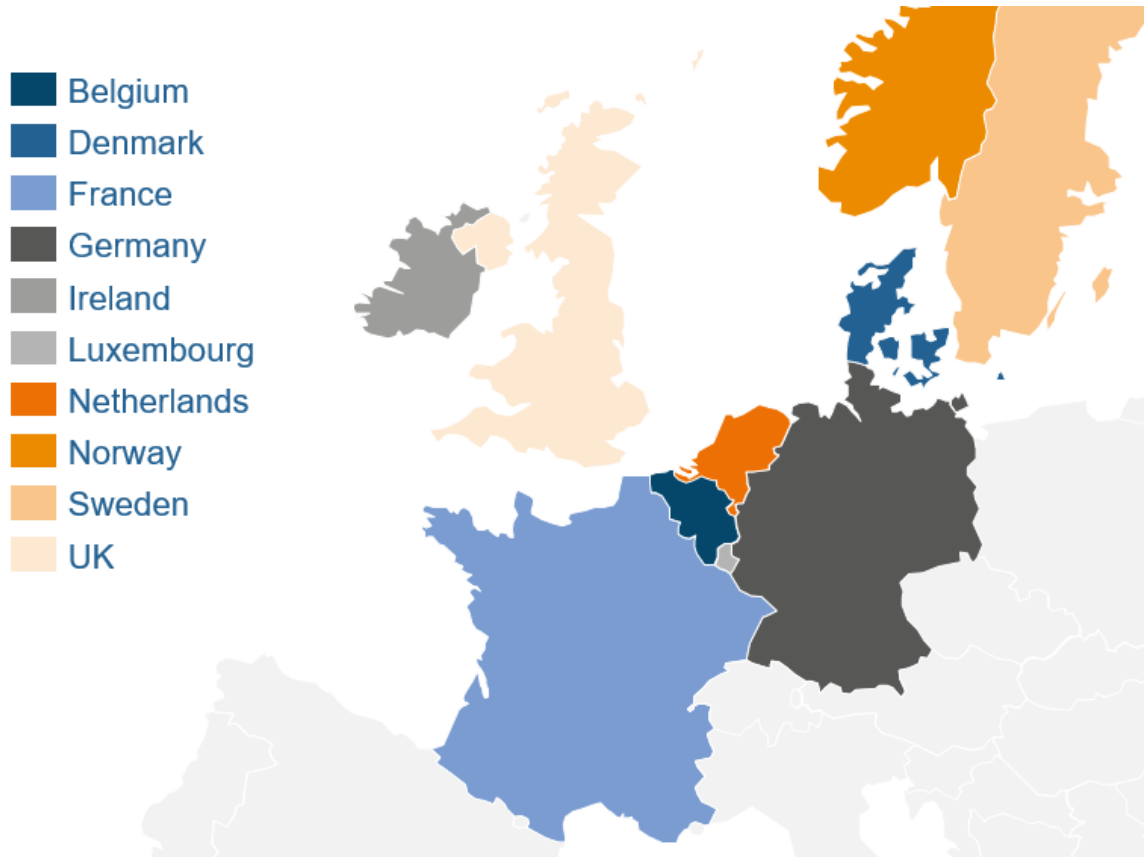 Belgium
Denmark
France
Germany
Ireland
Luxembourg
Netherlands
Norway
Sweden
UK